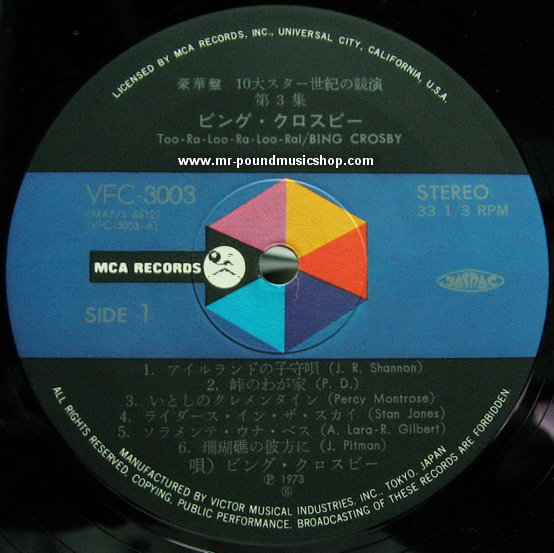 LICENSED BY MCA RECORDS, INC., UNIVERSAL CITY, CALIFORNIA, U.S.A.
豪華盤 10大スター世紀の競演
第3集
ビング・クロスビー
Too-Ra-Loo-Ra-Loo-Ral/BING CROSBY
www.mr-poundmusicshop.com
VFC-3003
(MAP/S 6512)
(VFC-3003-A)
STEREO
33 1/3 RPM
MCA RECORDS
JASRAC
SIDE 1
1. アイルランドの子守唄 (J. R. Shannon)
2. 峠のわが家 (P. D.)
3. いとしのクレメンタイン (Percy Montrose)
4. ライダース・イン・ザ・スカイ (Stan Jones)
5. ソラメンテ・ウナ・ベス (A. Lara-R. Gilbert)
6. 珊瑚礁の彼方に (J. Pitman)
唄) ビング・クロスビー
Ⓟ 1973
⑥
MANUFACTURED BY VICTOR MUSICAL INDUSTRIES, INC., TOKYO, JAPAN
ALL RIGHTS RESERVED. COPYING, PUBLIC PERFORMANCE, BROADCASTING OF THESE RECORDS ARE FORBIDDEN.